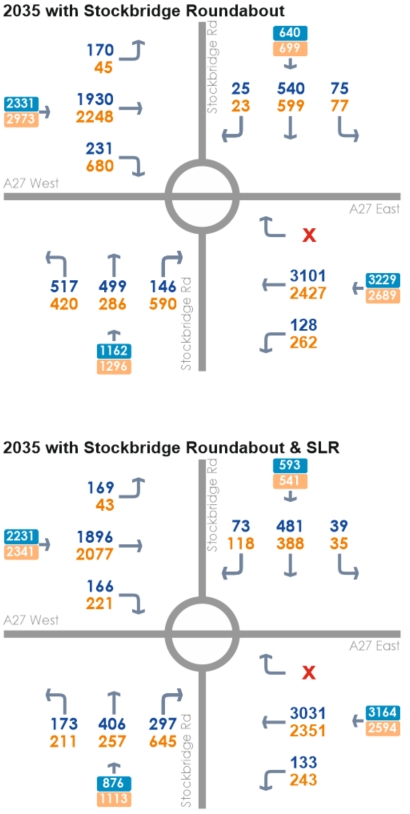 2035 with Stockbridge Roundabout
170
45
2331
2973
1930
2248
231
680
A27 West
Stockbridge Rd
640
699
25 540 75
23 599 77
A27 East
X
3101
2427
3229
2689
128
262
517 499 146
420 286 590
1162
1296
Stockbridge Rd
2035 with Stockbridge Roundabout & SLR
169
43
2231
2341
1896
2077
166
221
A27 West
Stockbridge Rd
593
541
73 481 39
118 388 35
A27 East
X
3031
2351
3164
2594
133
243
173 406 297
211 257 645
876
1113
Stockbridge Rd